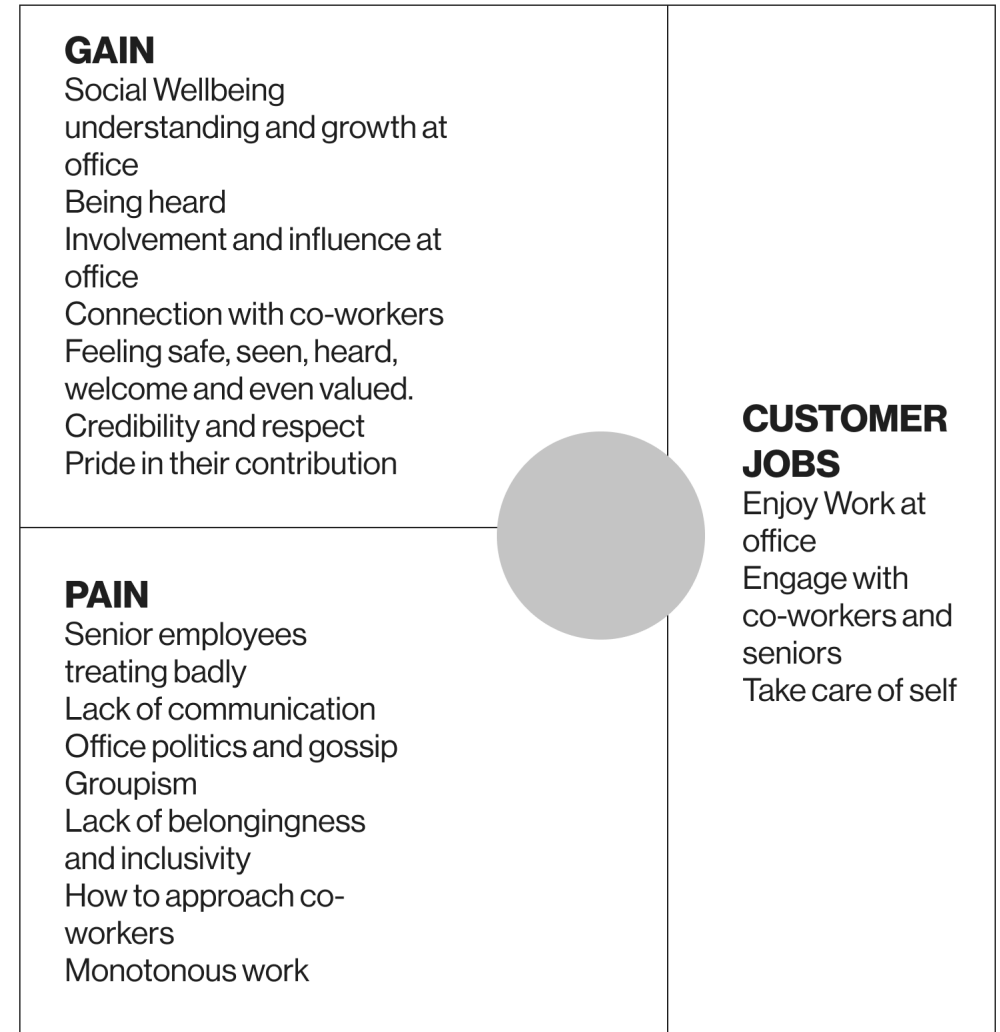 GAIN
Social Wellbeing
understanding and growth at
office
Being heard
Involvement and influence at
office
Connection with co-workers
Feeling safe, seen, heard,
welcome and even valued.
Credibility and respect
Pride in their contribution
PAIN
Senior employees
treating badly
Lack of communication
Office politics and gossip
Groupism
Lack of belongingness
and inclusivity
How to approach co-
workers
Monotonous work
CUSTOMER
JOBS
Enjoy Work at
office
Engage with
co-workers and
seniors
Take care of self